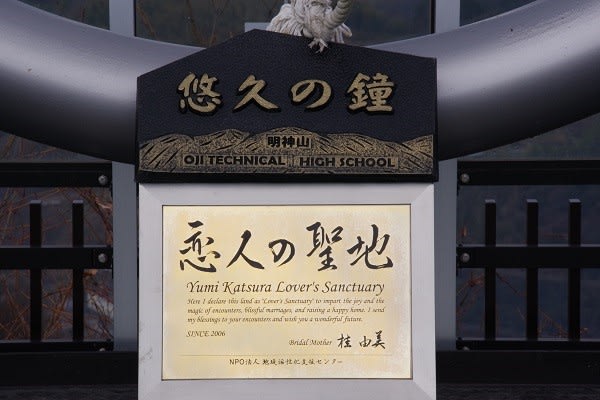 悠久の鐘
明神山
OJI TECHNICAL HIGH SCHOOL
恋人の聖地
Yumi Katsura Lover's Sanctuary
Here I declare this land as "Lover's Sanctuary" to impart the joy and the
magic of encounters, blissful marriages, and raising a happy home. I send
my blessings to your encounters and wish you a wonderful future.
SINCE 2006
Bridal Mother 桂 由美
NPO法人 地域活性化支援センター